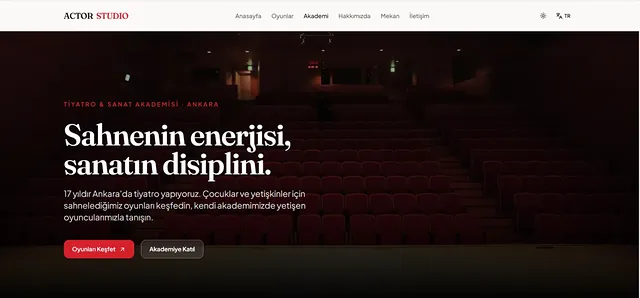 ACTOR STUDIO
Anasayfa Oyunlar Akademi Hakkımızda Mekan İletişim
TR
TİYATRO & SANAT AKADEMİSİ · ANKARA
Sahnenin enerjisi,
sanatın disiplini.
17 yıldır Ankara'da tiyatro yapıyoruz. Çocuklar ve yetişkinler için
sahnelediğimiz oyunları keşfedin, kendi akademimizde yetişen
oyuncularımızla tanışın.
Oyunları Keşfet
Akademiye Katıl